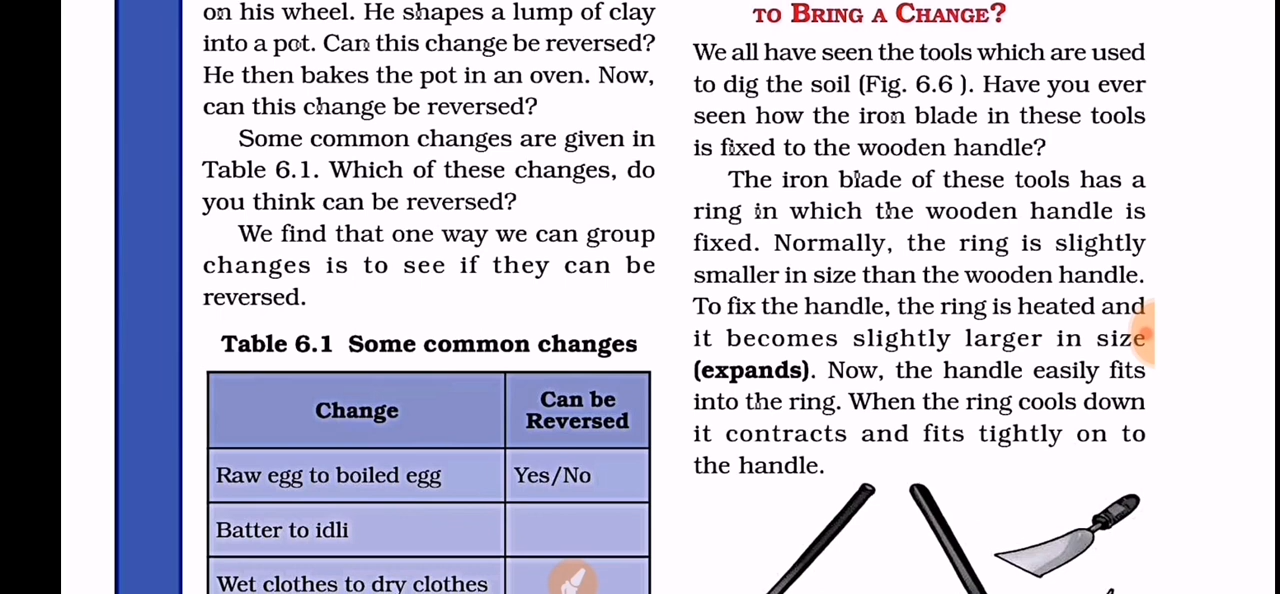 on his wheel. He shapes a lump of clay
into a pot. Can this change be reversed?
He then bakes the pot in an oven. Now,
can this change be reversed?
Some common changes are given in
Table 6.1. Which of these changes, do
you think can be reversed?
We find that one way we can group
changes is to see if they can be
reversed.
Table 6.1 Some common changes
Change
Can be
Reversed
Raw egg to boiled egg
Yes/No
Batter to idli
Wet clothes to dry clothes
TO BRING A CHANGE?
We all have seen the tools which are used
to dig the soil (Fig. 6.6 ). Have you ever
seen how the iron blade in these tools
is fixed to the wooden handle?
The iron blade of these tools has a
ring in which the wooden handle is
fixed. Normally, the ring is slightly
smaller in size than the wooden handle.
To fix the handle, the ring is heated and
it becomes slightly larger in size
(expands). Now, the handle easily fits
into the ring. When the ring cools down
it contracts and fits tightly on to
the handle.